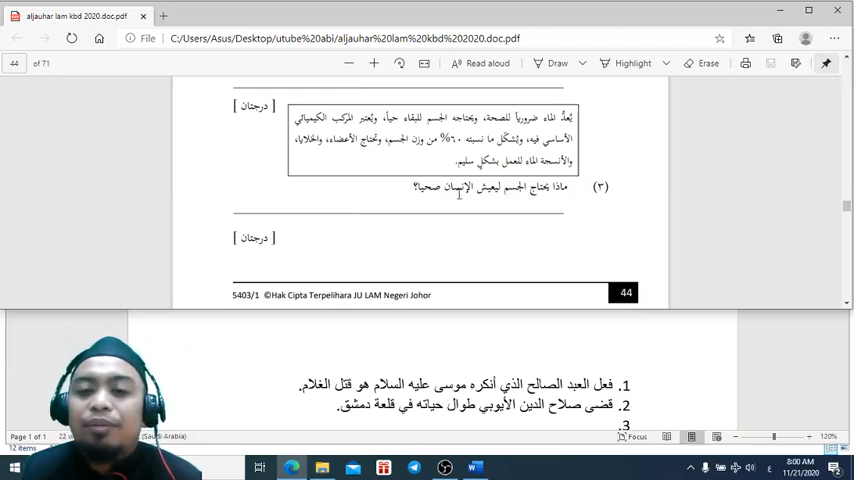 aljauhar lam kbd 2020.doc.pdf
File
C:/Users/Asus/Desktop/utube%20abi/aljauhar%20lam%20kbd%202020.doc.pdf
44 of 71
Read aloud
Draw
Highlight
Erase
[ درجتان ]
يُعدُّ الماء ضرورياً للصحة، ويحتاجه الجسم للبقاء حياً، ويُعتبر المركب الكيميائي
الأساسي فيه، ويُشكّل ما نسبته ٦٠% من وزن الجسم، وتحتاج الأعضاء، والخلايا،
والأنسجة الماء للعمل بشكلٍ سليم.
(٣) ماذا يحتاج الجسم ليعيش الإنسان صحيا؟
[ درجتان ]
5403/1 ©Hak Cipta Terpelihara JU LAM Negeri Johor
44
1. فعل العبد الصالح الذي أنكره موسى عليه السلام هو قتل الغلام.
2. قضى صلاح الدين الأيوبي طوال حياته في قلعة دمشق.
3.
Page 1 of 1
22
(Saudi Arabia)
Focus
120%
12 items
8:00 AM
11/21/2020